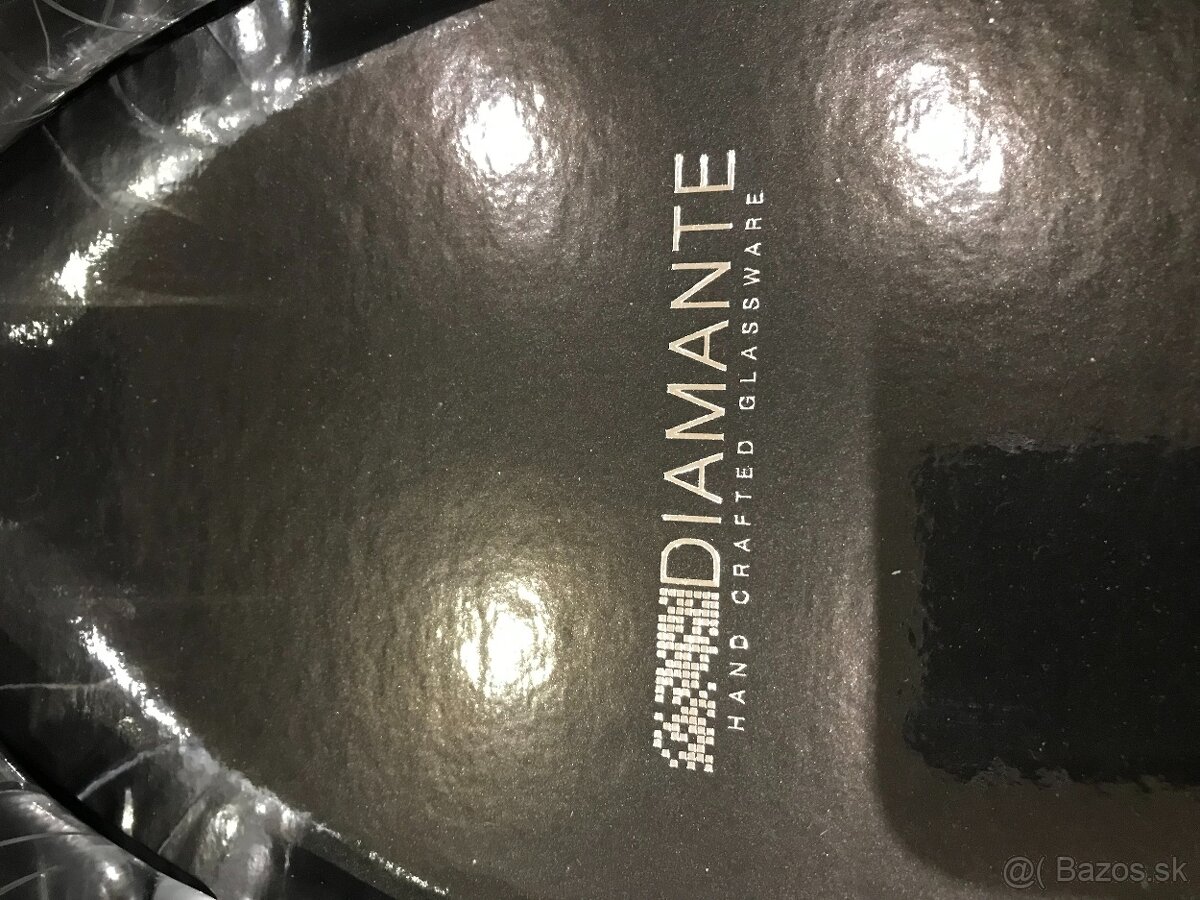 DIAMANTE
HAND CRAFTED GLASSWARE
@( Bazos.sk